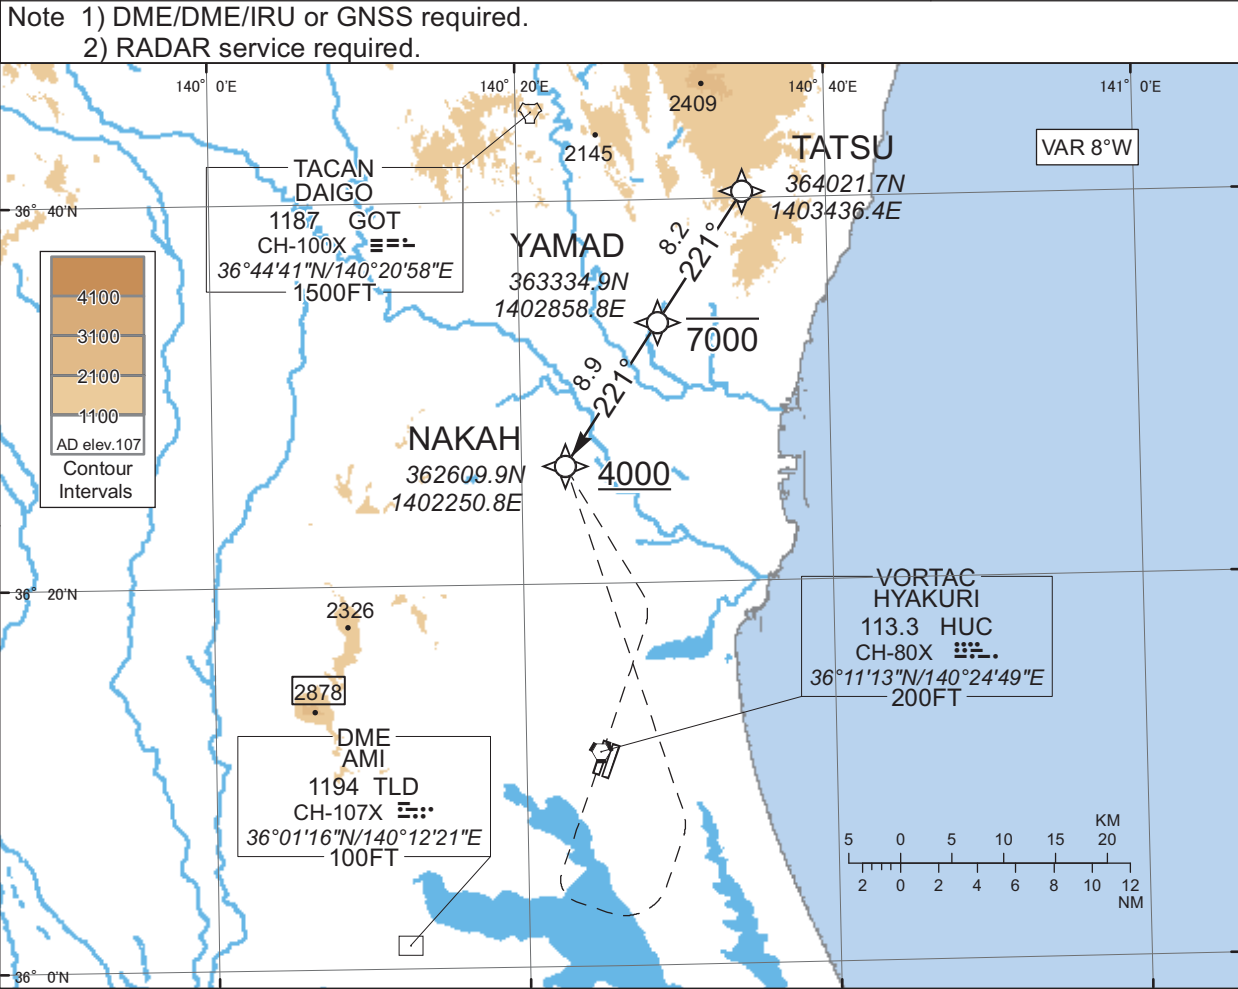 Note 1) DME/DME/IRU or GNSS required.
2) RADAR service required.
140° 0'E
140° 20'E
140° 40'E
141° 0'E
2409
2145
VAR 8°W
TATSU
364021.7N
1403436.4E
TACAN
DAIGO
1187 GOT
CH-100X
36°44'41"N/140°20'58"E
1500FT
36° 40'N
8.2
221°
YAMAD
363334.9N
1402858.8E
7000
4100
3100
2100
1100
AD elev.107
Contour
Intervals
8.9
221°
NAKAH
362609.9N
1402250.8E
4000
36° 20'N
VORTAC
HYAKURI
113.3 HUC
CH-80X
36°11'13"N/140°24'49"E
200FT
2326
2878
DME
AMI
1194 TLD
CH-107X
36°01'16"N/140°12'21"E
100FT
KM
5 0 5 10 15 20
2 0 2 4 6 8 10 12
NM
36° 0'N